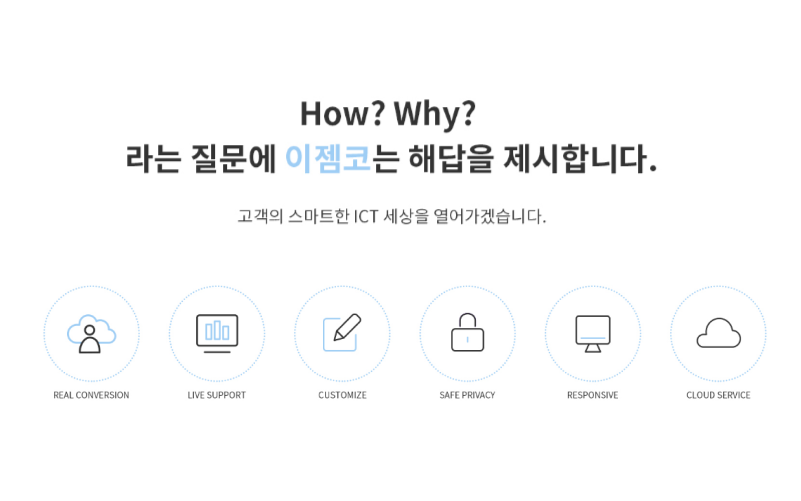 How? Why?
라는 질문에 이젬코는 해답을 제시합니다.
고객의 스마트한 ICT 세상을 열어가겠습니다.
REAL CONVERSION
LIVE SUPPORT
CUSTOMIZE
SAFE PRIVACY
RESPONSIVE
CLOUD SERVICE